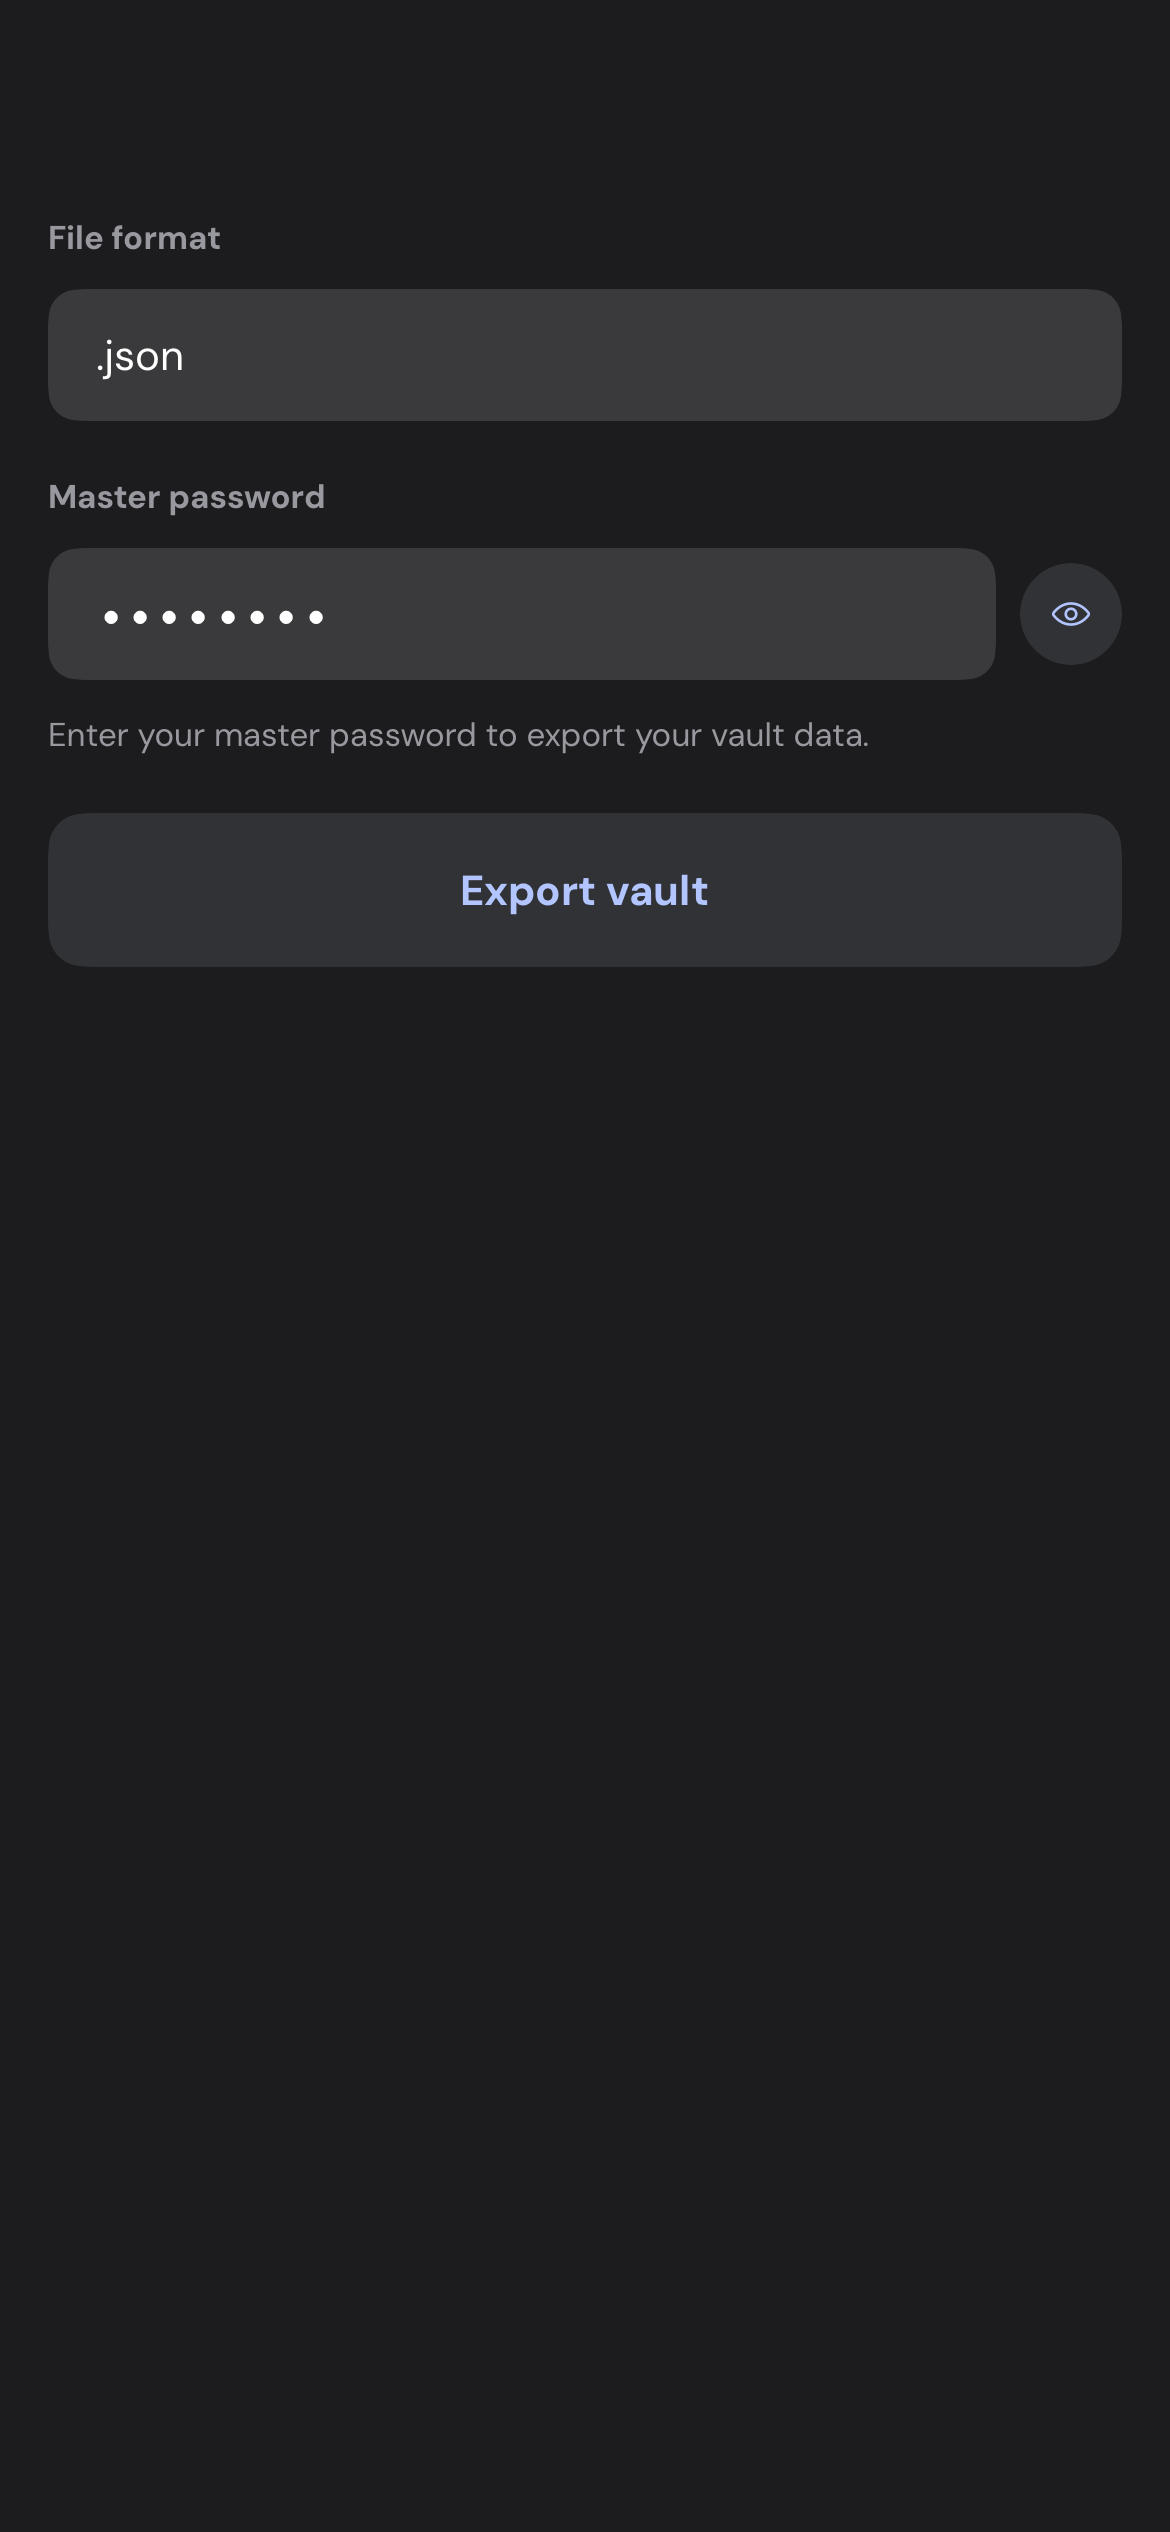 File format
.json
Master password
••••••••
Enter your master password to export your vault data.
Export vault